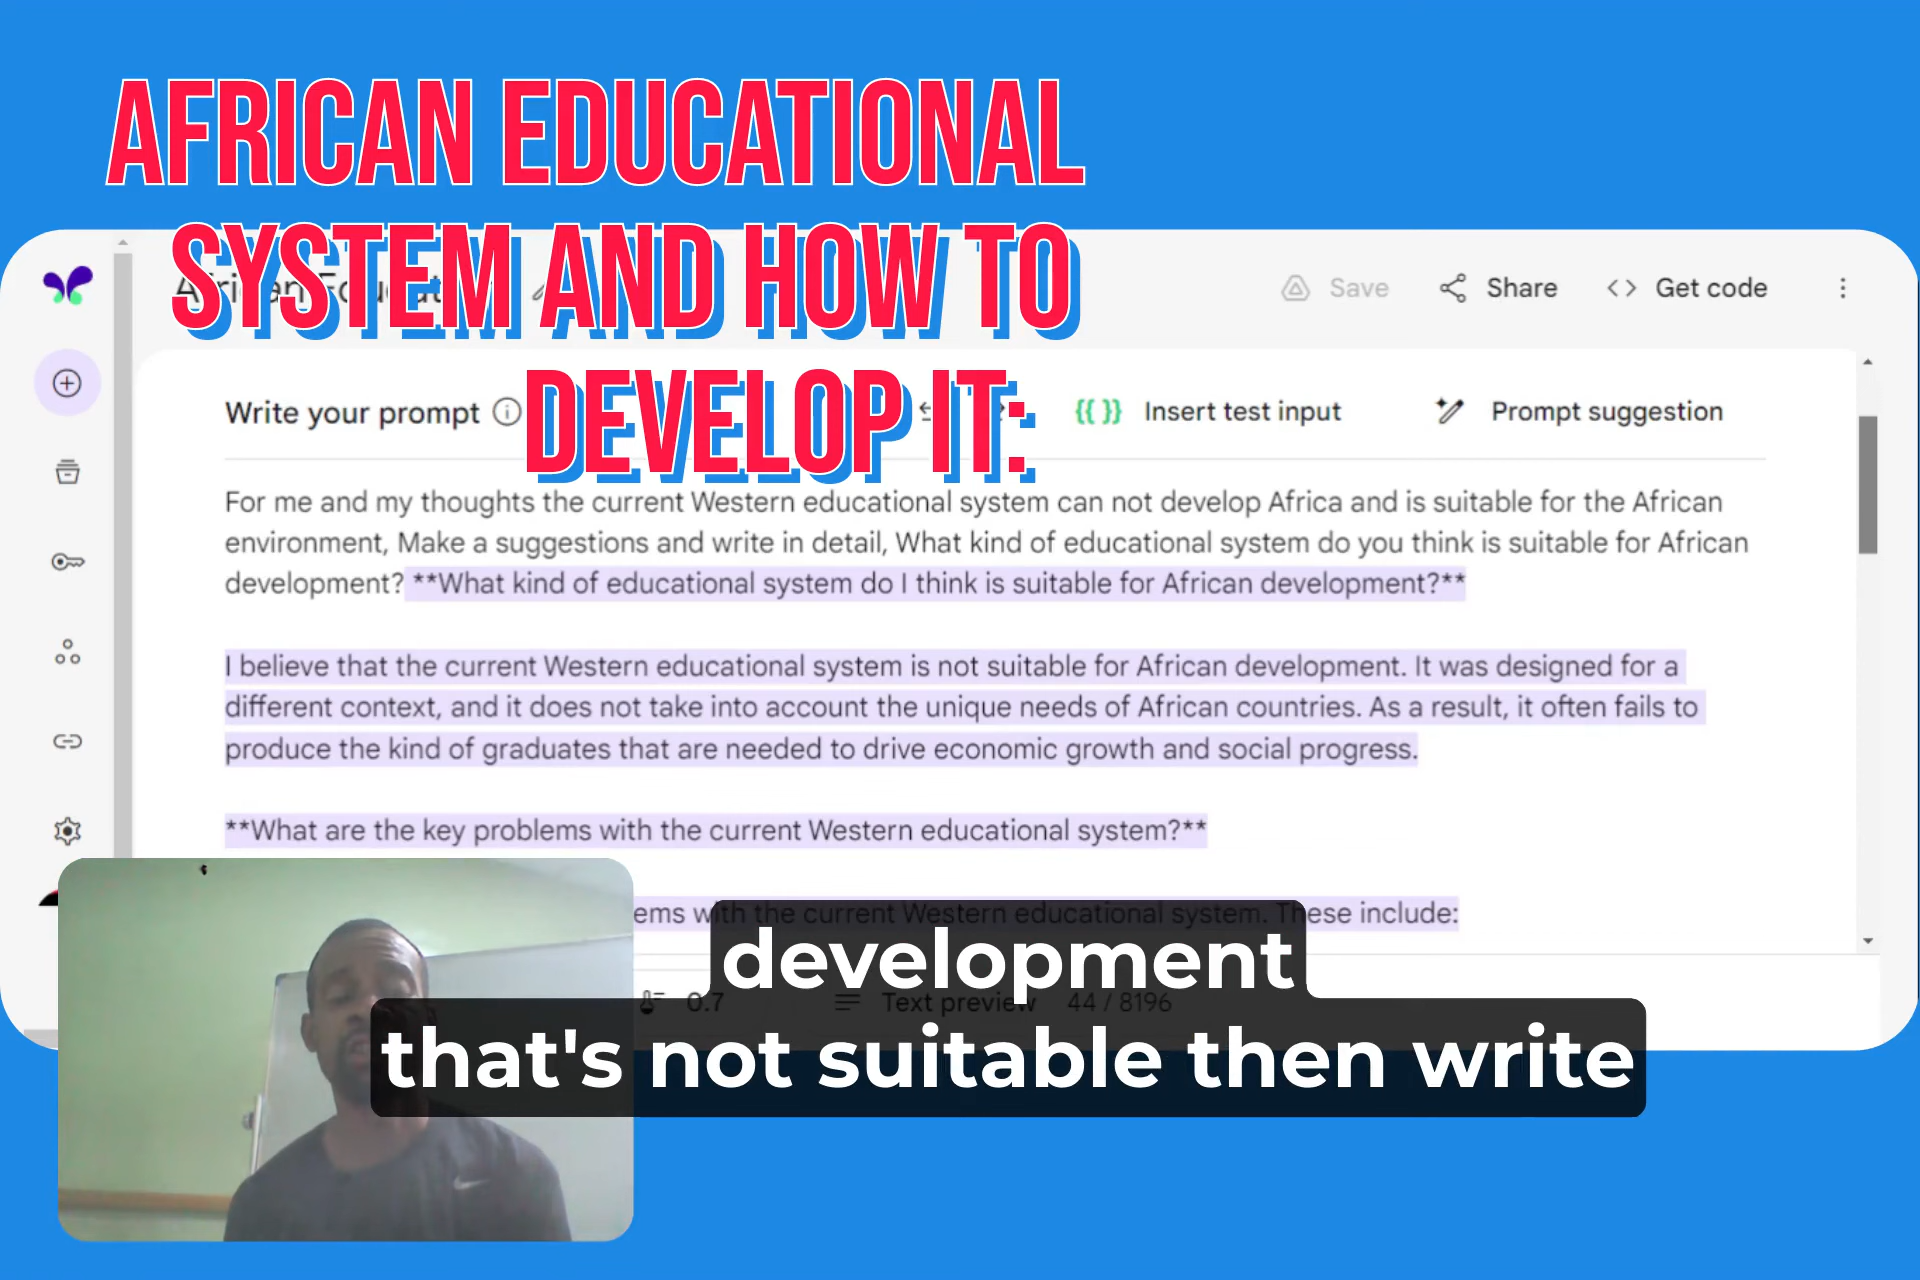 AFRICAN EDUCATIONAL
SYSTEM AND HOW TO
DEVELOP IT:
African Educat
Save
Share
Get code
Write your prompt
{{ }} Insert test input
Prompt suggestion
For me and my thoughts the current Western educational system can not develop Africa and is suitable for the African
environment, Make a suggestions and write in detail, What kind of educational system do you think is suitable for African
development? **What kind of educational system do I think is suitable for African development?**
I believe that the current Western educational system is not suitable for African development. It was designed for a
different context, and it does not take into account the unique needs of African countries. As a result, it often fails to
produce the kind of graduates that are needed to drive economic growth and social progress.
**What are the key problems with the current Western educational system?**
ems with the current Western educational system. These include:
development
that's not suitable then write
0.7
Text preview 44 / 8196